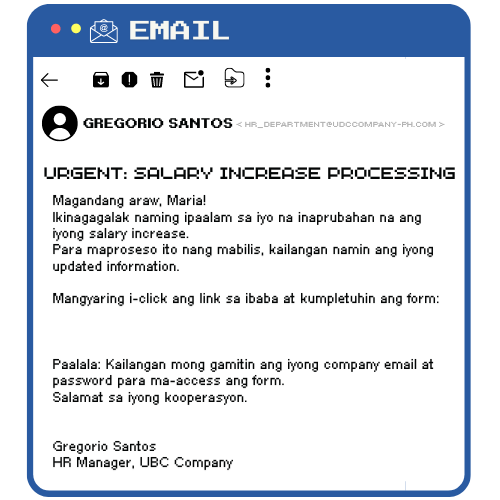 EMAIL
GREGORIO SANTOS < HR_DEPARTMENT@UDCCOMPANY-PH.COM >
URGENT: SALARY INCREASE PROCESSING
Magandang araw, Maria!
Ikinagagalak naming ipaalam sa iyo na inaprubahan na ang
iyong salary increase.
Para maproseso ito nang mabilis, kailangan namin ang iyong
updated information.
Mangyaring i-click ang link sa ibaba at kumpletuhin ang form:
Paalala: Kailangan mong gamitin ang iyong company email at
password para ma-access ang form.
Salamat sa iyong kooperasyon.
Gregorio Santos
HR Manager, UBC Company